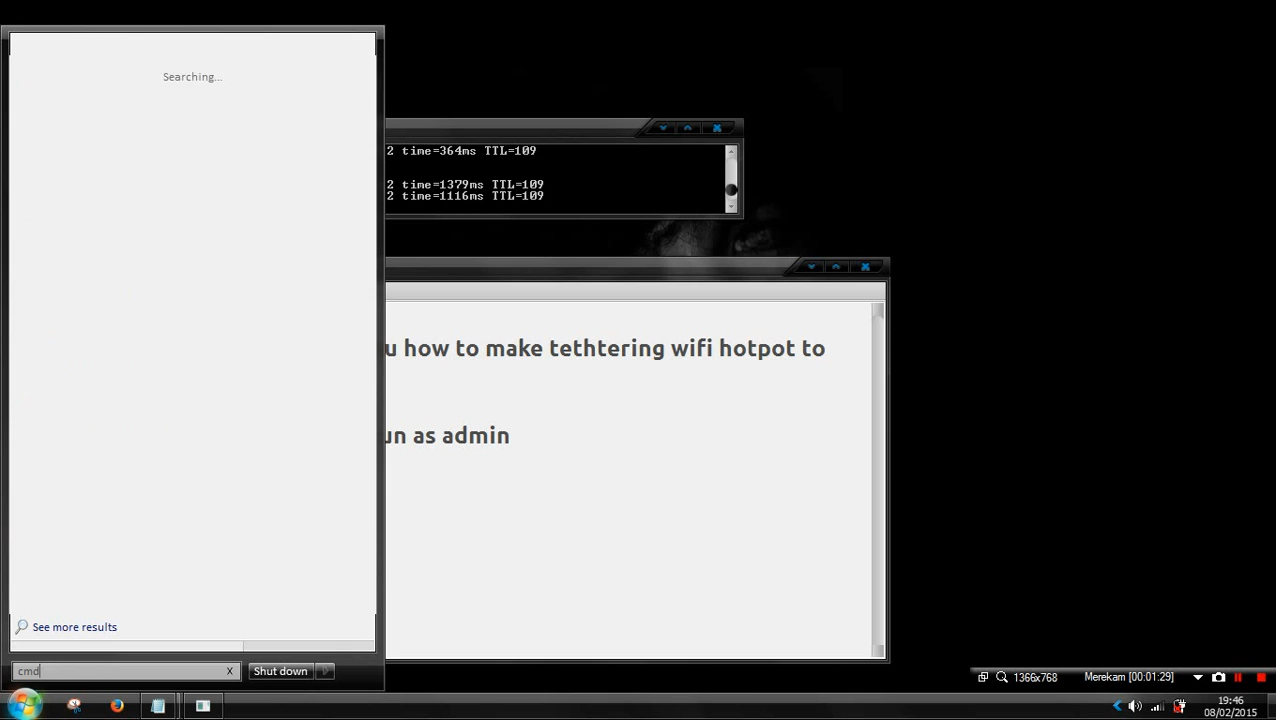 Searching...
2 time=364ms TTL=109
2 time=1379ms TTL=109
2 time=1116ms TTL=109
u how to make tethtering wifi hotpot to
un as admin
See more results
cmd
X
Shut down
1366x768
Merekam [00:01:29]
19:46
08/02/2015